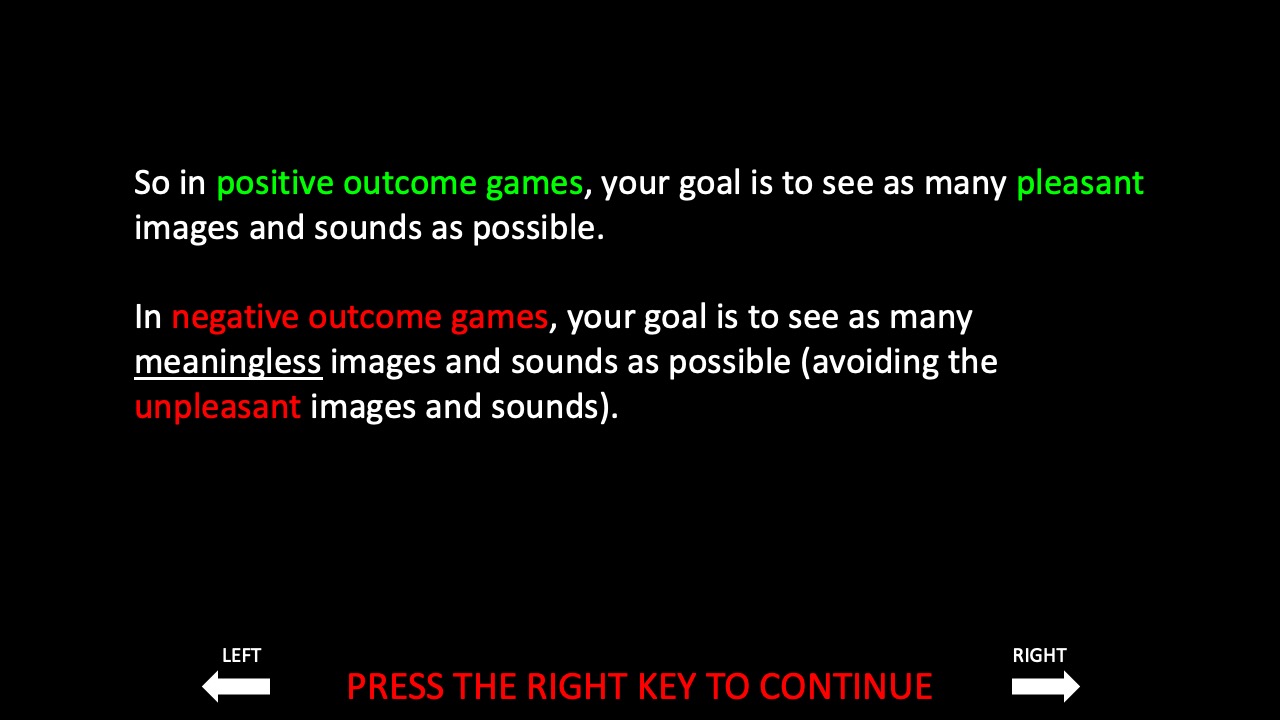 So in positive outcome games, your goal is to see as many pleasant
images and sounds as possible.
In negative outcome games, your goal is to see as many
meaningless images and sounds as possible (avoiding the
unpleasant images and sounds).
LEFT
RIGHT
PRESS THE RIGHT KEY TO CONTINUE